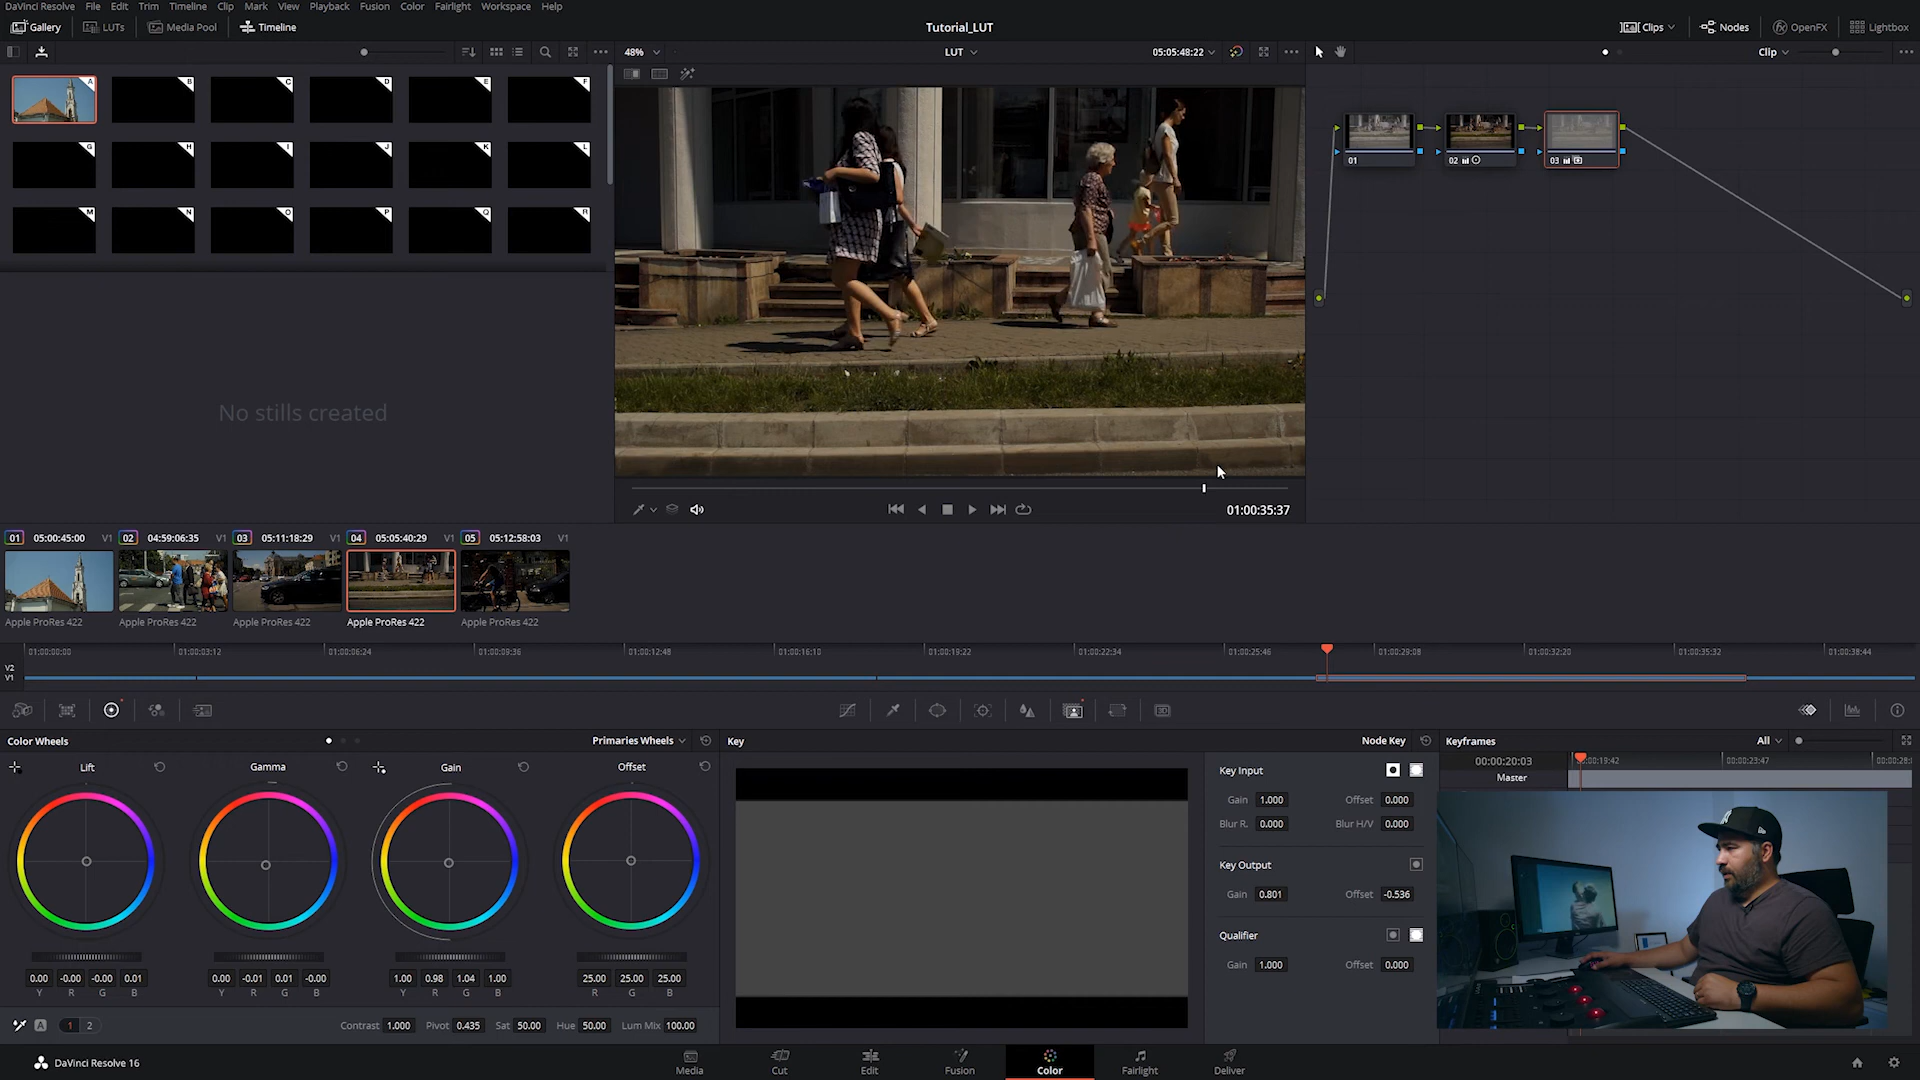 DaVinci Resolve File Edit Trim Timeline Clip Mark View Playback Fusion Color Fairlight Workspace Help
Gallery LUTs Media Pool Timeline Tutorial_LUT Clips Nodes OpenFX Lightbox
48% LUT 05:05:48:22 Clip
A B C D E F
G H I J K L
M N O P Q R
01 02 03
No stills created
01:00:35:37
01 05:00:45:00 V1 02 04:59:06:35 V1 03 05:11:18:29 V1 04 05:05:40:29 V1 05 05:12:58:03 V1
Apple ProRes 422 Apple ProRes 422 Apple ProRes 422 Apple ProRes 422 Apple ProRes 422
01:00:00:00 01:00:03:12 01:00:06:24 01:00:09:36 01:00:12:48 01:00:16:10 01:00:19:22 01:00:22:34 01:00:25:46 01:00:29:08 01:00:32:20 01:00:35:32 01:00:38:44
V2
V1
Color Wheels Primaries Wheels Key Node Key Keyframes All
Lift Gamma Gain Offset
00:00:20:03 00:00:23:47
Master
Key Input
Gain 1.000 Offset 0.000
Blur R. 0.000 Blur H/V 0.000
Key Output
Gain 0.801 Offset -0.536
Qualifier
Gain 1.000 Offset 0.000
0.00 -0.00 -0.00 0.01 0.00 -0.01 0.01 -0.00 1.00 0.98 1.04 1.00 25.00 25.00 25.00
Y R G B Y R G B Y R G B R G B
A 1 2 Contrast 1.000 Pivot 0.435 Sat 50.00 Hue 50.00 Lum Mix 100.00
DaVinci Resolve 16 Media Cut Edit Fusion Color Fairlight Deliver